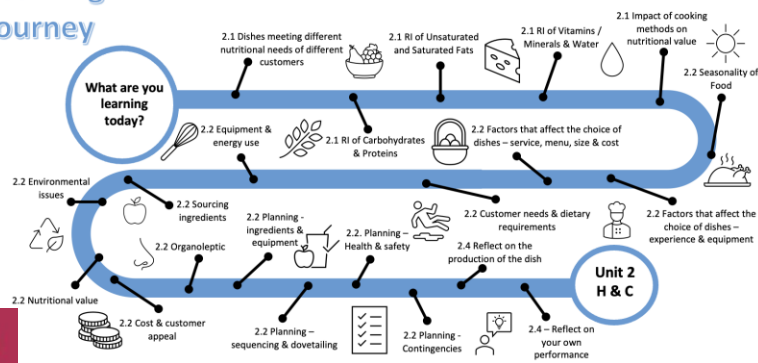 ourney
What are you
learning
today?
2.1 Dishes meeting different
nutritional needs of different
customers
2.1 RI of Carbohydrates
& Proteins
2.1 RI of Unsaturated
and Saturated Fats
2.1 RI of Vitamins /
Minerals & Water
2.1 Impact of cooking
methods on
nutritional value
2.2 Seasonality of
Food
2.2 Factors that affect the
choice of dishes –
experience & equipment
2.2 Factors that affect the choice of
dishes – service, menu, size & cost
2.2 Customer needs & dietary
requirements
2.2 Equipment &
energy use
2.2 Sourcing
ingredients
2.2 Environmental
issues
2.2 Nutritional value
2.2 Cost & customer
appeal
2.2 Organoleptic
2.2 Planning -
ingredients &
equipment
2.2 Planning –
sequencing & dovetailing
2.2. Planning –
Health & safety
2.2 Planning -
Contingencies
2.4 Reflect on the
production of the dish
2.4 – Reflect on
your own
performance
Unit 2
H & C